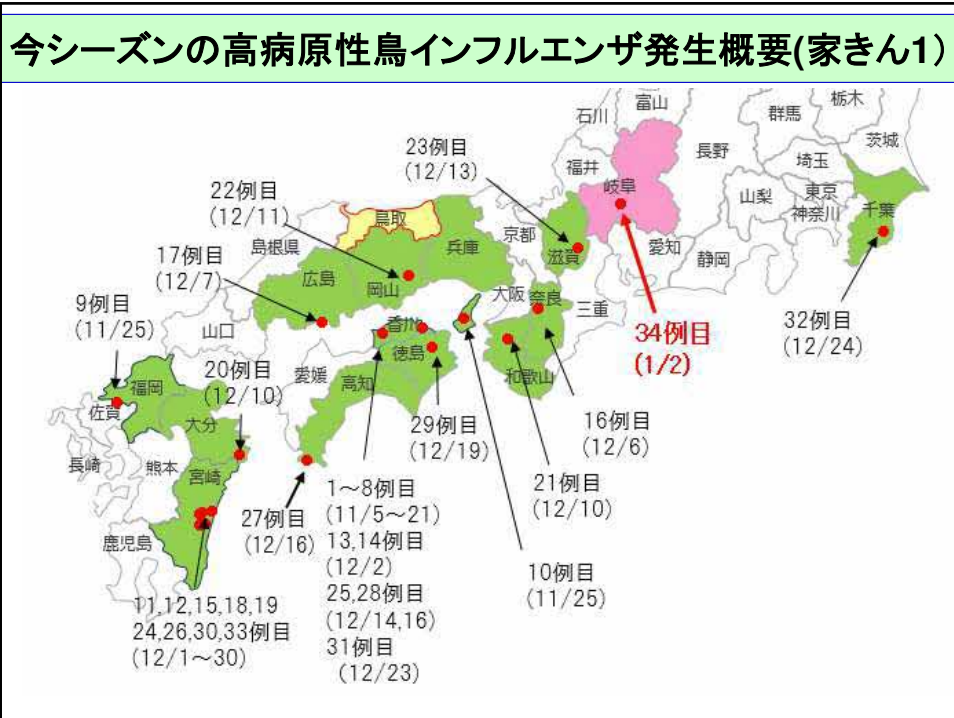 今シーズンの高病原性鳥インフルエンザ発生概要(家きん1)
富山
栃木
石川
群馬
茨城
23例目
(12/13)
福井
長野
埼玉
22例目
(12/11)
岐阜
山梨
東京
神奈川
千葉
鳥取
島根県
兵庫
京都
滋賀
愛知
静岡
17例目
(12/7)
広島
岡山
大阪
奈良
三重
9例目
(11/25)
山口
香川
34例目
(1/2)
32例目
(12/24)
徳島
和歌山
20例目
(12/10)
愛媛
高知
福岡
佐賀
大分
29例目
(12/19)
16例目
(12/6)
長崎
熊本
宮崎
21例目
(12/10)
鹿児島
27例目
(12/16)
1～8例目
(11/5～21)
13,14例目
(12/2)
25,28例目
(12/14,16)
31例目
(12/23)
10例目
(11/25)
11,12,15,18,19
24,26,30,33例目
(12/1～30)